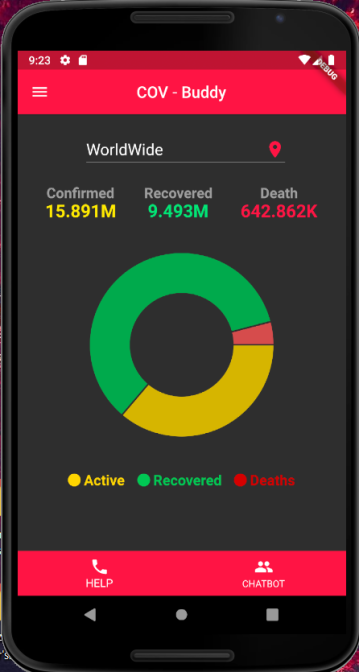 9:23
DEBUG
COV - Buddy
WorldWide
Confirmed Recovered Death
15.891M 9.493M 642.862K
Active Recovered Deaths
HELP CHATBOT